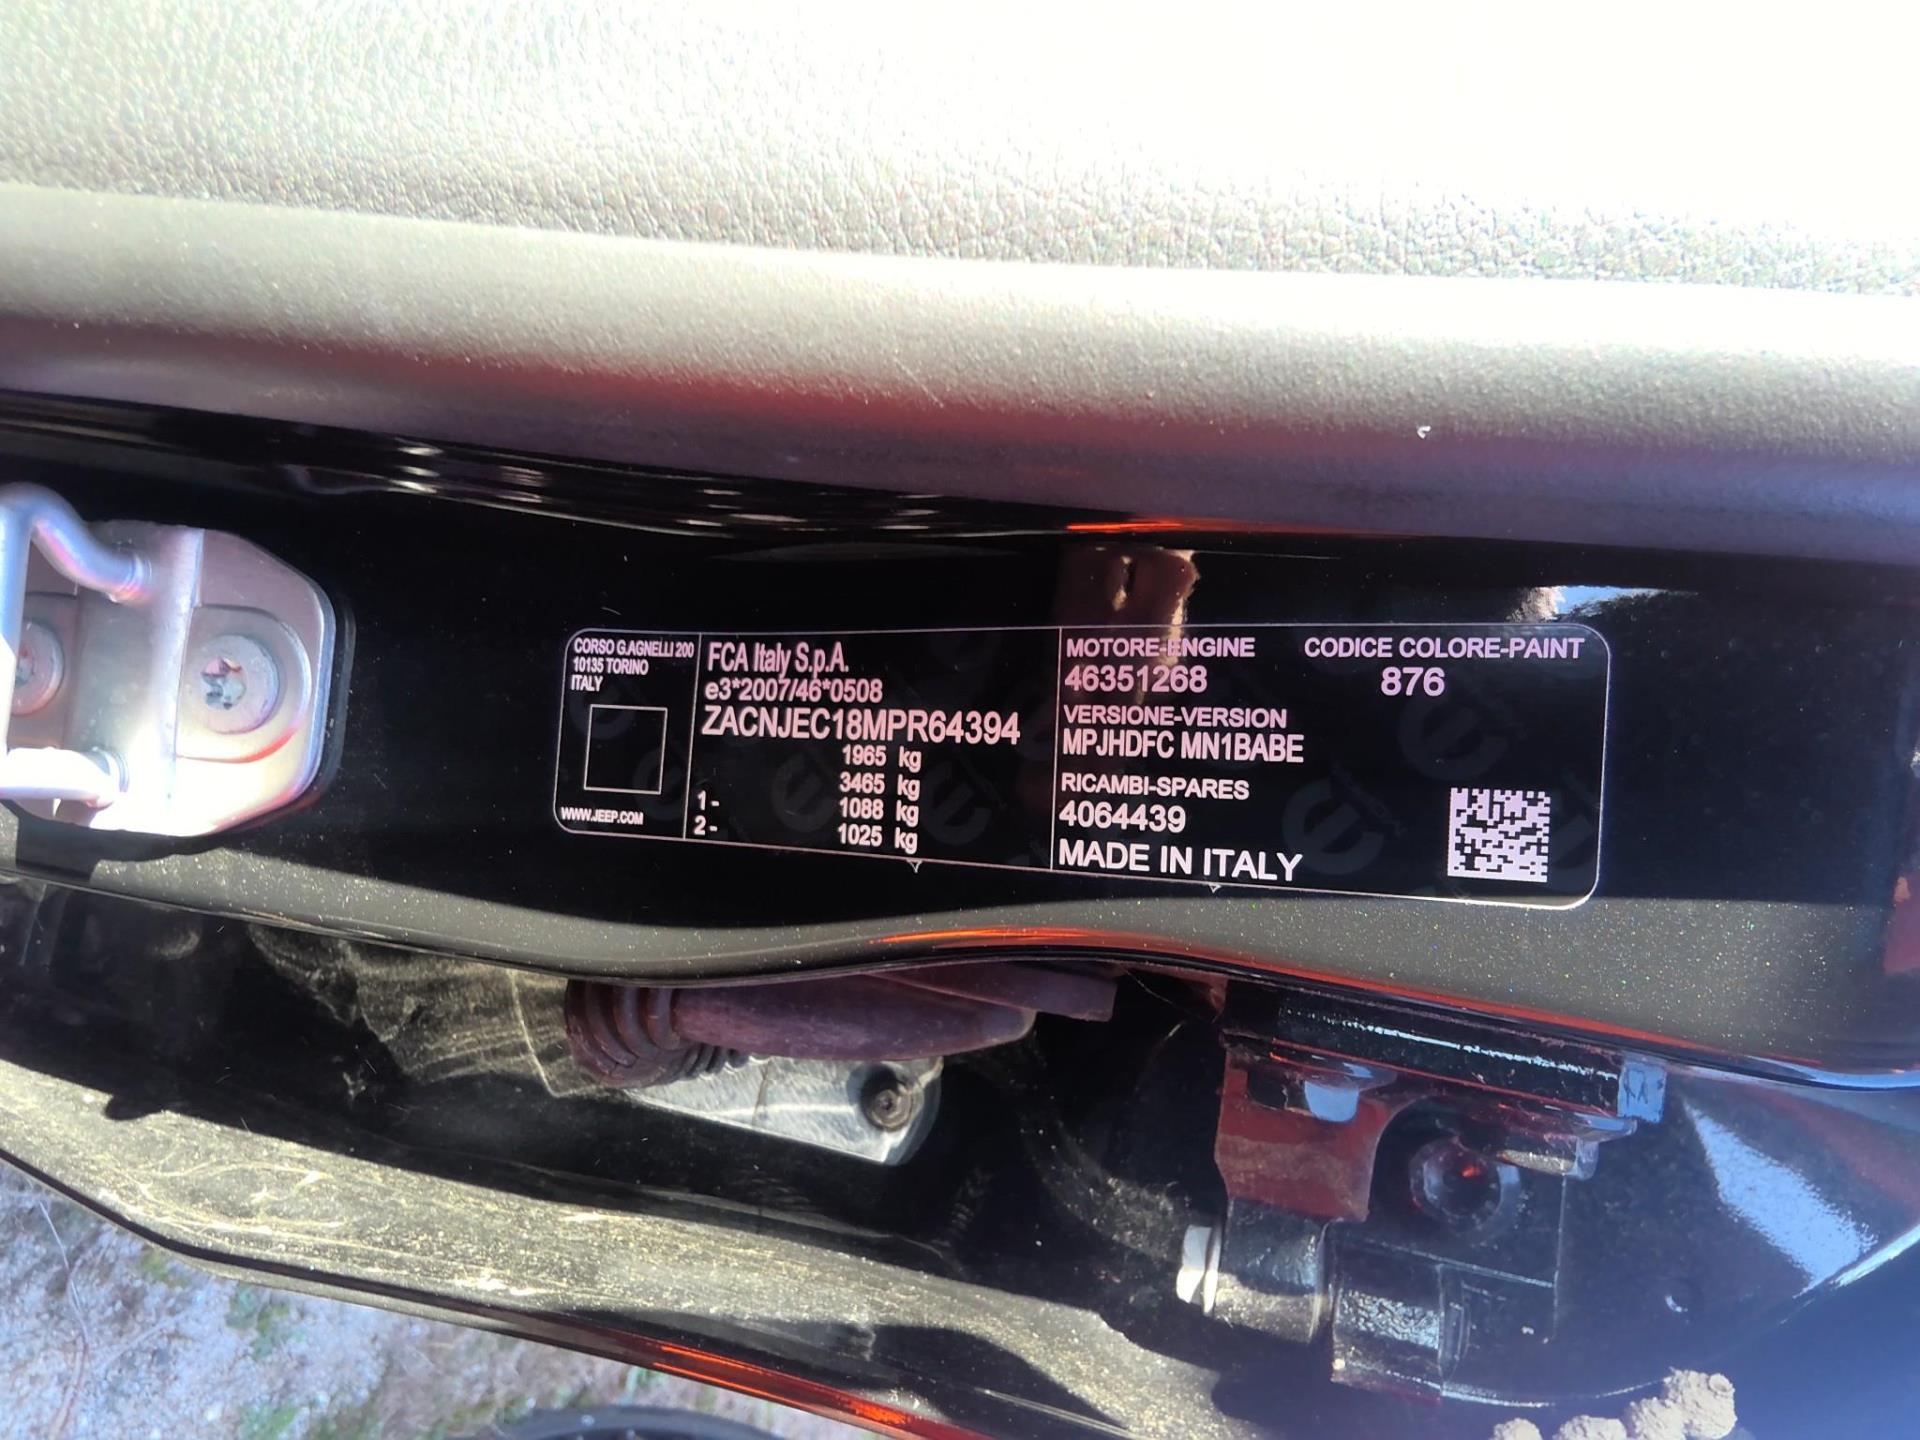 CORSO G.AGNELLI 200
10135 TORINO
ITALY
WWW.JEEP.COM
FCA Italy S.p.A.
e3*2007/46*0508
ZACNJEC18MPR64394
1965 kg
3465 kg
1- 1088 kg
2- 1025 kg
MOTORE-ENGINE CODICE COLORE-PAINT
46351268 876
VERSIONE-VERSION
MPJHDFC MN1BABE
RICAMBI-SPARES
4064439
MADE IN ITALY